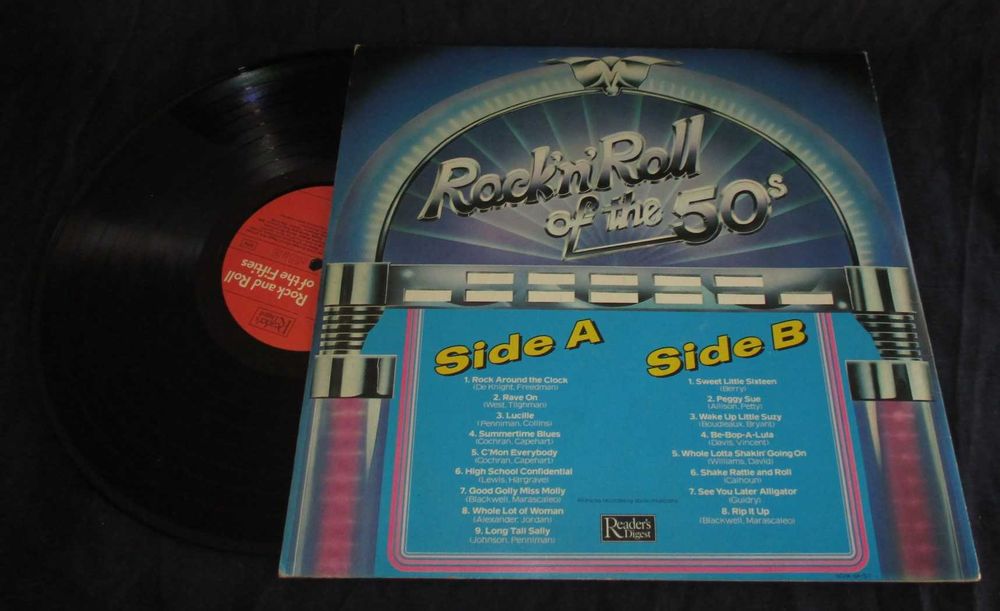 Rock'n'Roll
of the 50s
Side A
1. Rock Around the Clock
(De Knight, Freedman)
2. Rave On
(West, Tilghman)
3. Lucille
(Penniman, Collins)
4. Summertime Blues
(Cochran, Capehart)
5. C'Mon Everybody
(Cochran, Capehart)
6. High School Confidential
(Lewis, Hargrave)
7. Good Golly Miss Molly
(Blackwell, Marascaleo)
8. Whole Lot of Woman
(Alexander, Jordan)
9. Long Tall Sally
(Johnson, Penniman)
Side B
1. Sweet Little Sixteen
(Berry)
2. Peggy Sue
(Allison, Petty)
3. Wake Up Little Suzy
(Boudleaux, Bryant)
4. Be-Bop-A-Lula
(Davis, Vincent)
5. Whole Lotta Shakin' Going On
(Williams, David)
6. Shake Rattle and Roll
(Calhoun)
7. See You Later Alligator
(Guidry)
8. Rip It Up
(Blackwell, Marascaleo)
Reader's
Digest
Rock and Roll
of the Fifties
Reader's
Digest